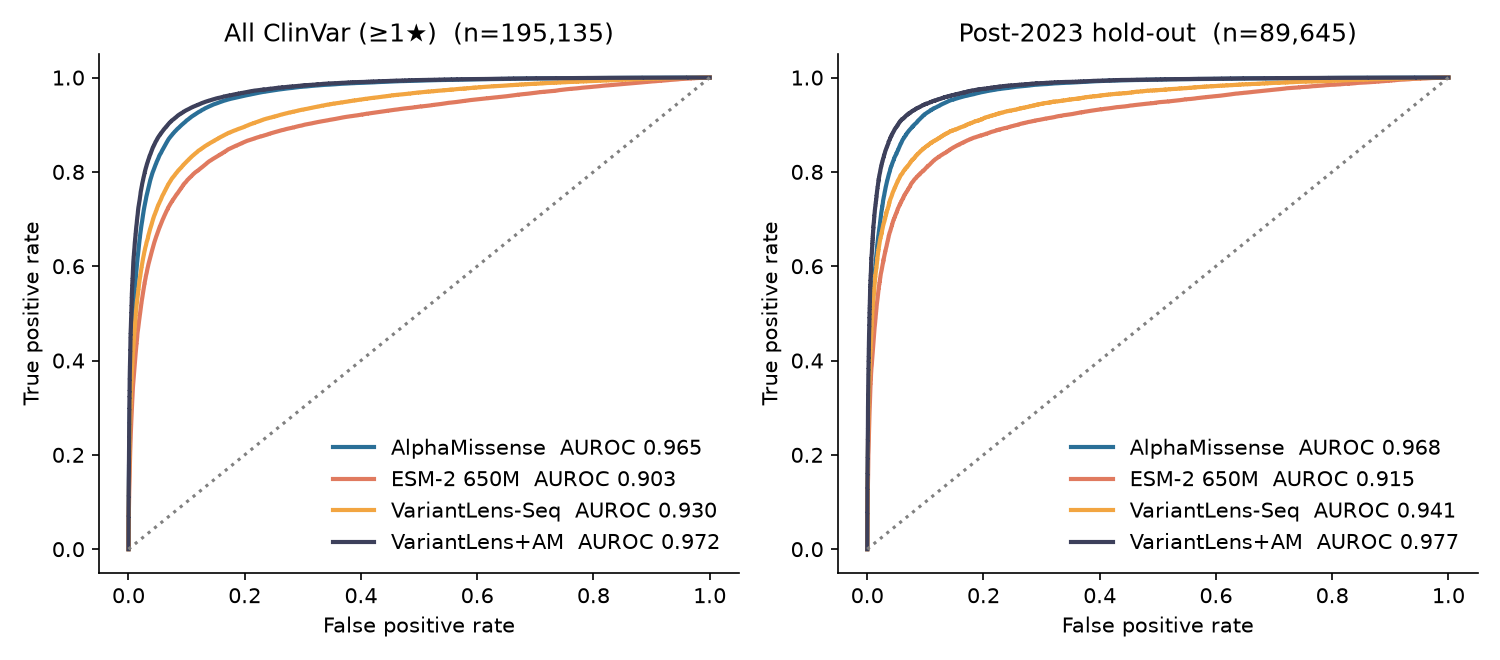 All ClinVar (≥1★)  (n=195,135)
True positive rate
1.0
0.8
0.6
0.4
0.2
0.0
AlphaMissense  AUROC 0.965
ESM-2 650M  AUROC 0.903
VariantLens-Seq  AUROC 0.930
VariantLens+AM  AUROC 0.972
0.0 0.2 0.4 0.6 0.8 1.0
False positive rate
Post-2023 hold-out  (n=89,645)
True positive rate
1.0
0.8
0.6
0.4
0.2
0.0
AlphaMissense  AUROC 0.968
ESM-2 650M  AUROC 0.915
VariantLens-Seq  AUROC 0.941
VariantLens+AM  AUROC 0.977
0.0 0.2 0.4 0.6 0.8 1.0
False positive rate